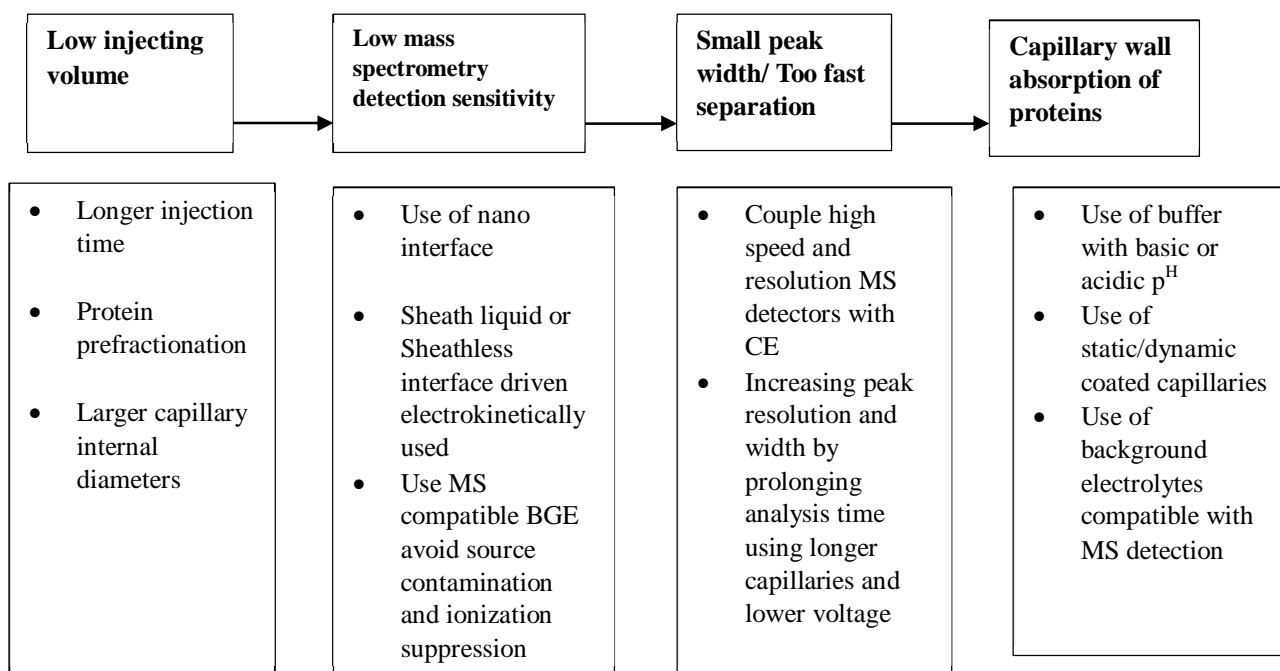 Low injecting
volume
Low mass
spectrometry
detection sensitivity
Small peak
width/ Too fast
separation
Capillary wall
absorption of
proteins
• Longer injection
time
• Protein
prefractionation
• Larger capillary
internal
diameters
• Use of nano
interface
• Sheath liquid or
Sheathless
interface driven
electrokinetically
used
• Use MS
compatible BGE
avoid source
contamination
and ionization
suppression
• Couple high
speed and
resolution MS
detectors with
CE
• Increasing peak
resolution and
width by
prolonging
analysis time
using longer
capillaries and
lower voltage
• Use of buffer
with basic or
acidic p^H
• Use of
static/dynamic
coated capillaries
• Use of
background
electrolytes
compatible with
MS detection